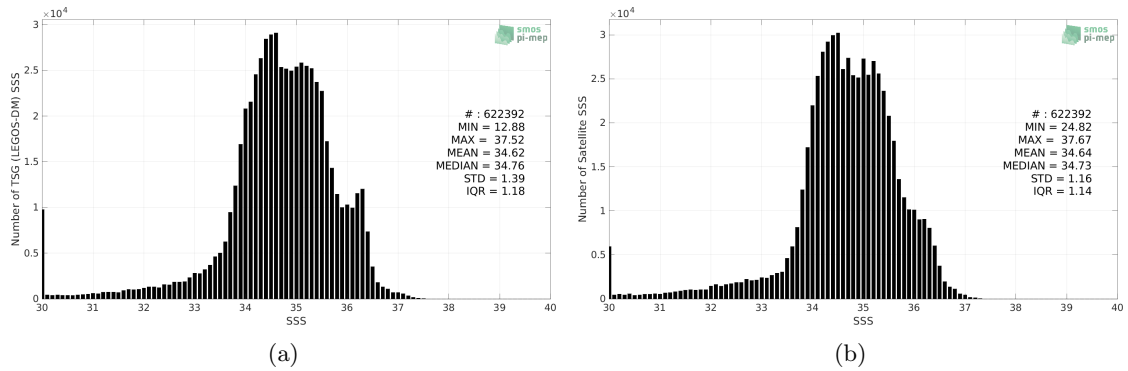 ×10⁴
3
2.5
2
1.5
1
0.5
0
Number of TSG (LEGOS-DM) SSS
smos
pi-mep
# : 622392
MIN = 12.88
MAX = 37.52
MEAN = 34.62
MEDIAN = 34.76
STD = 1.39
IQR = 1.18
30 31 32 33 34 35 36 37 38 39 40
SSS
(a)
×10⁴
3
2.5
2
1.5
1
0.5
0
Number of Satellite SSS
smos
pi-mep
# : 622392
MIN = 24.82
MAX = 37.67
MEAN = 34.64
MEDIAN = 34.73
STD = 1.16
IQR = 1.14
30 31 32 33 34 35 36 37 38 39 40
SSS
(b)